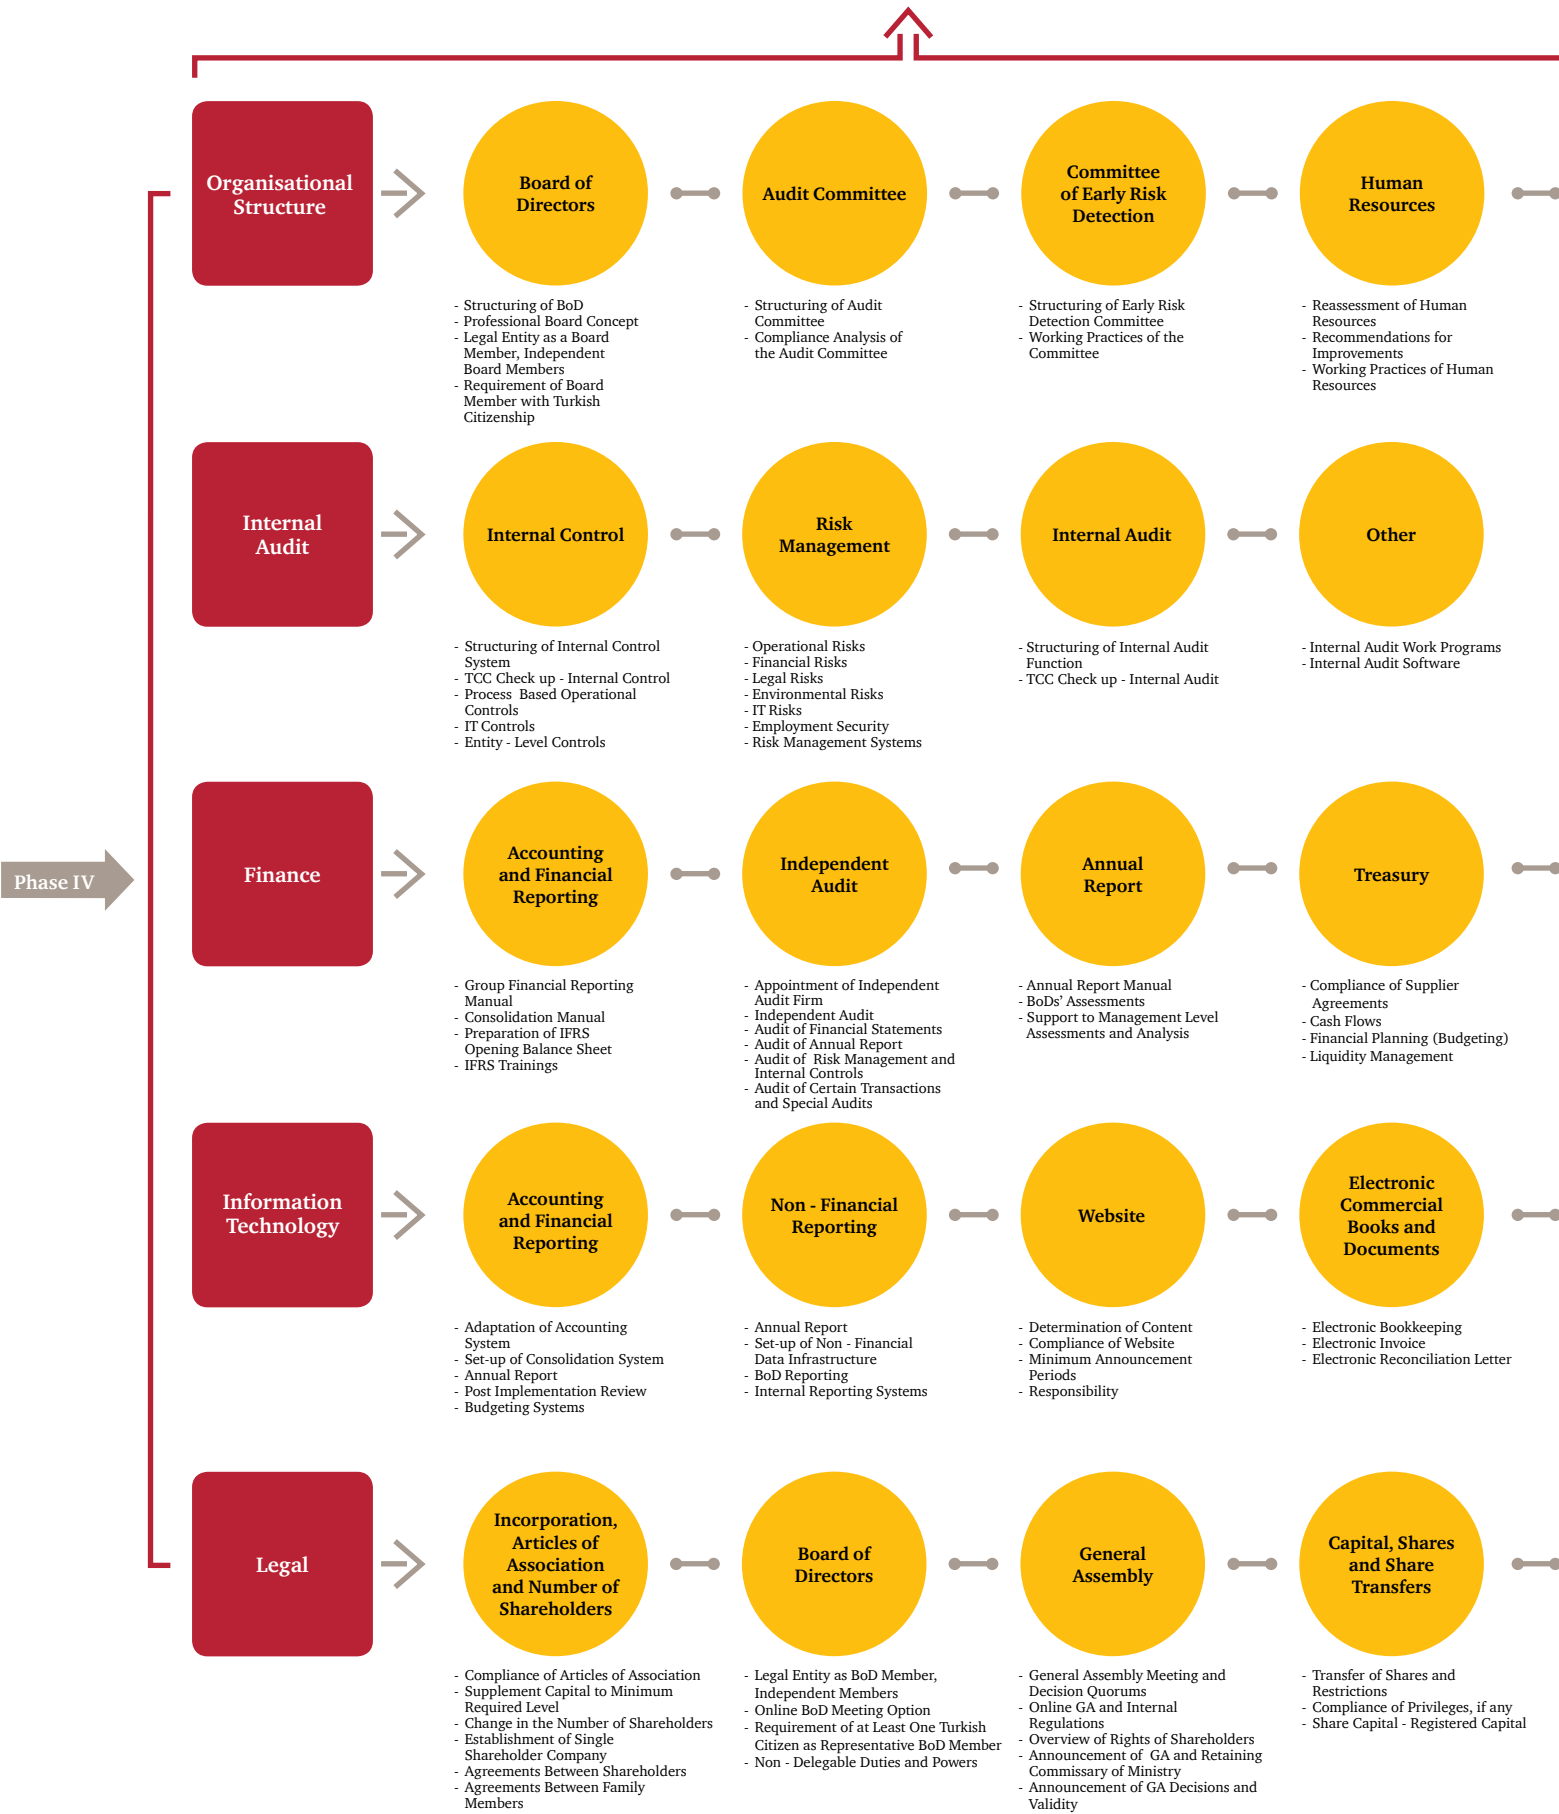 Phase IV
Organisational
Structure
Board of
Directors
- Structuring of BoD
- Professional Board Concept
- Legal Entity as a Board
Member, Independent
Board Members
- Requirement of Board
Member with Turkish
Citizenship
Audit Committee
- Structuring of Audit
Committee
- Compliance Analysis of
the Audit Committee
Committee
of Early Risk
Detection
- Structuring of Early Risk
Detection Committee
- Working Practices of the
Committee
Human
Resources
- Reassessment of Human
Resources
- Recommendations for
Improvements
- Working Practices of Human
Resources
Internal
Audit
Internal Control
- Structuring of Internal Control
System
- TCC Check up - Internal Control
- Process Based Operational
Controls
- IT Controls
- Entity - Level Controls
Risk
Management
- Operational Risks
- Financial Risks
- Legal Risks
- Environmental Risks
- IT Risks
- Employment Security
- Risk Management Systems
Internal Audit
- Structuring of Internal Audit
Function
- TCC Check up - Internal Audit
Other
- Internal Audit Work Programs
- Internal Audit Software
Finance
Accounting
and Financial
Reporting
- Group Financial Reporting
Manual
- Consolidation Manual
- Preparation of IFRS
Opening Balance Sheet
- IFRS Trainings
Independent
Audit
- Appointment of Independent
Audit Firm
- Independent Audit
- Audit of Financial Statements
- Audit of Annual Report
- Audit of Risk Management and
Internal Controls
- Audit of Certain Transactions
and Special Audits
Annual
Report
- Annual Report Manual
- BoDs’ Assessments
- Support to Management Level
Assessments and Analysis
Treasury
- Compliance of Supplier
Agreements
- Cash Flows
- Financial Planning (Budgeting)
- Liquidity Management
Information
Technology
Accounting
and Financial
Reporting
- Adaptation of Accounting
System
- Set-up of Consolidation System
- Annual Report
- Post Implementation Review
- Budgeting Systems
Non - Financial
Reporting
- Annual Report
- Set-up of Non - Financial
Data Infrastructure
- BoD Reporting
- Internal Reporting Systems
Website
- Determination of Content
- Compliance of Website
- Minimum Announcement
Periods
- Responsibility
Electronic
Commercial
Books and
Documents
- Electronic Bookkeeping
- Electronic Invoice
- Electronic Reconciliation Letter
Legal
Incorporation,
Articles of
Association
and Number of
Shareholders
- Compliance of Articles of Association
- Supplement Capital to Minimum
Required Level
- Change in the Number of Shareholders
- Establishment of Single
Shareholder Company
- Agreements Between Shareholders
- Agreements Between Family
Members
Board of
Directors
- Legal Entity as BoD Member,
Independent Members
- Online BoD Meeting Option
- Requirement of at Least One Turkish
Citizen as Representative BoD Member
- Non - Delegable Duties and Powers
General
Assembly
- General Assembly Meeting and
Decision Quorums
- Online GA and Internal
Regulations
- Overview of Rights of Shareholders
- Announcement of GA and Retaining
Commissary of Ministry
- Announcement of GA Decisions and
Validity
Capital, Shares
and Share
Transfers
- Transfer of Shares and
Restrictions
- Compliance of Privileges, if any
- Share Capital - Registered Capital